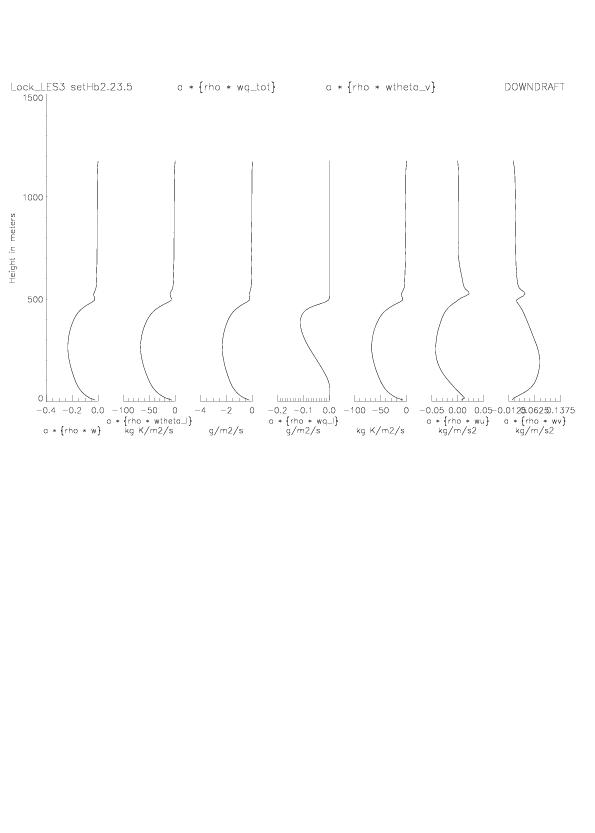 Lock_LES3 setHb2.23.5 a * {rho * wq_tot} a * {rho * wtheta_v} DOWNDRAFT
1500
1000
Height in meters
500
0
-0.4 -0.2 0.0 -100 -50 0 -4 -2 0 -0.2 -0.1 0.0 -100 -50 0 -0.05 0.00 0.05 -0.0125 0.0625 0.1375
a * {rho * wtheta_l} a * {rho * wq_l} a * {rho * wu} a * {rho * wv}
a * {rho * w} kg K/m2/s g/m2/s g/m2/s kg K/m2/s kg/m/s2 kg/m/s2